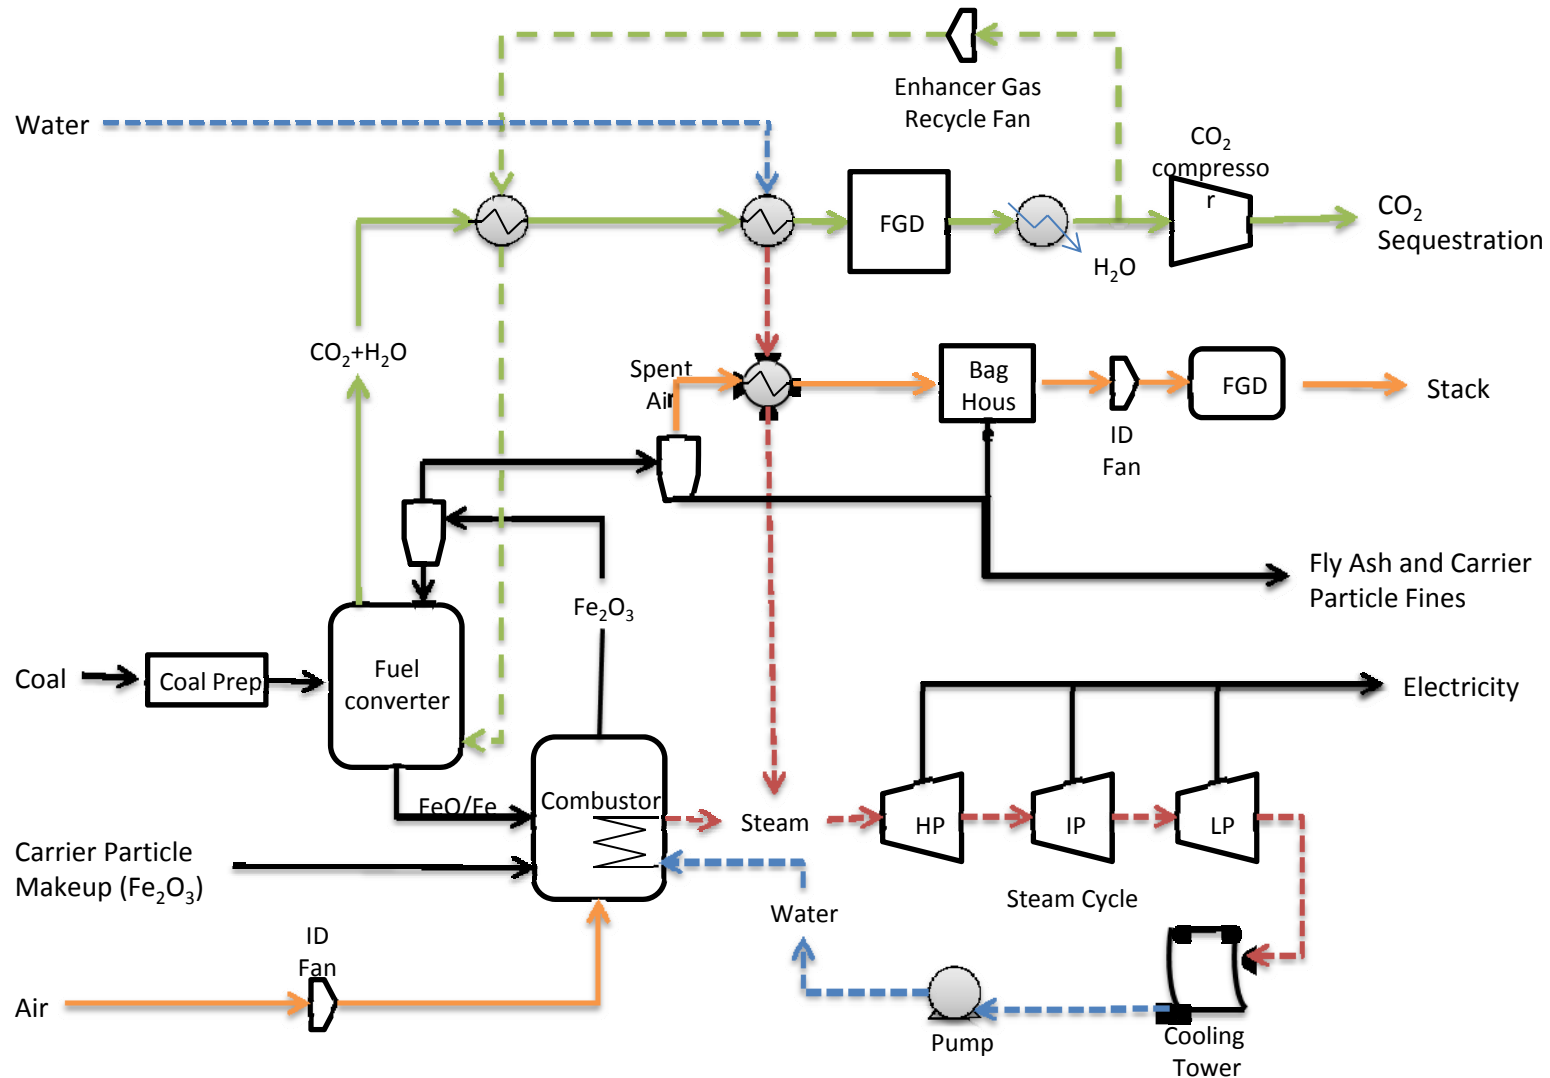 Enhancer Gas
Recycle Fan
Water
CO₂
compresso
r
FGD
CO₂
Sequestration
H₂O
CO₂+H₂O
Spent
Air
Bag
Hous
FGD
Stack
ID
Fan
Fly Ash and Carrier
Particle Fines
Fe₂O₃
Coal
Coal Prep
Fuel
converter
Electricity
FeO/Fe
Combustor
Steam
HP
IP
LP
Carrier Particle
Makeup (Fe₂O₃)
Water
Steam Cycle
ID
Fan
Air
Pump
Cooling
Tower